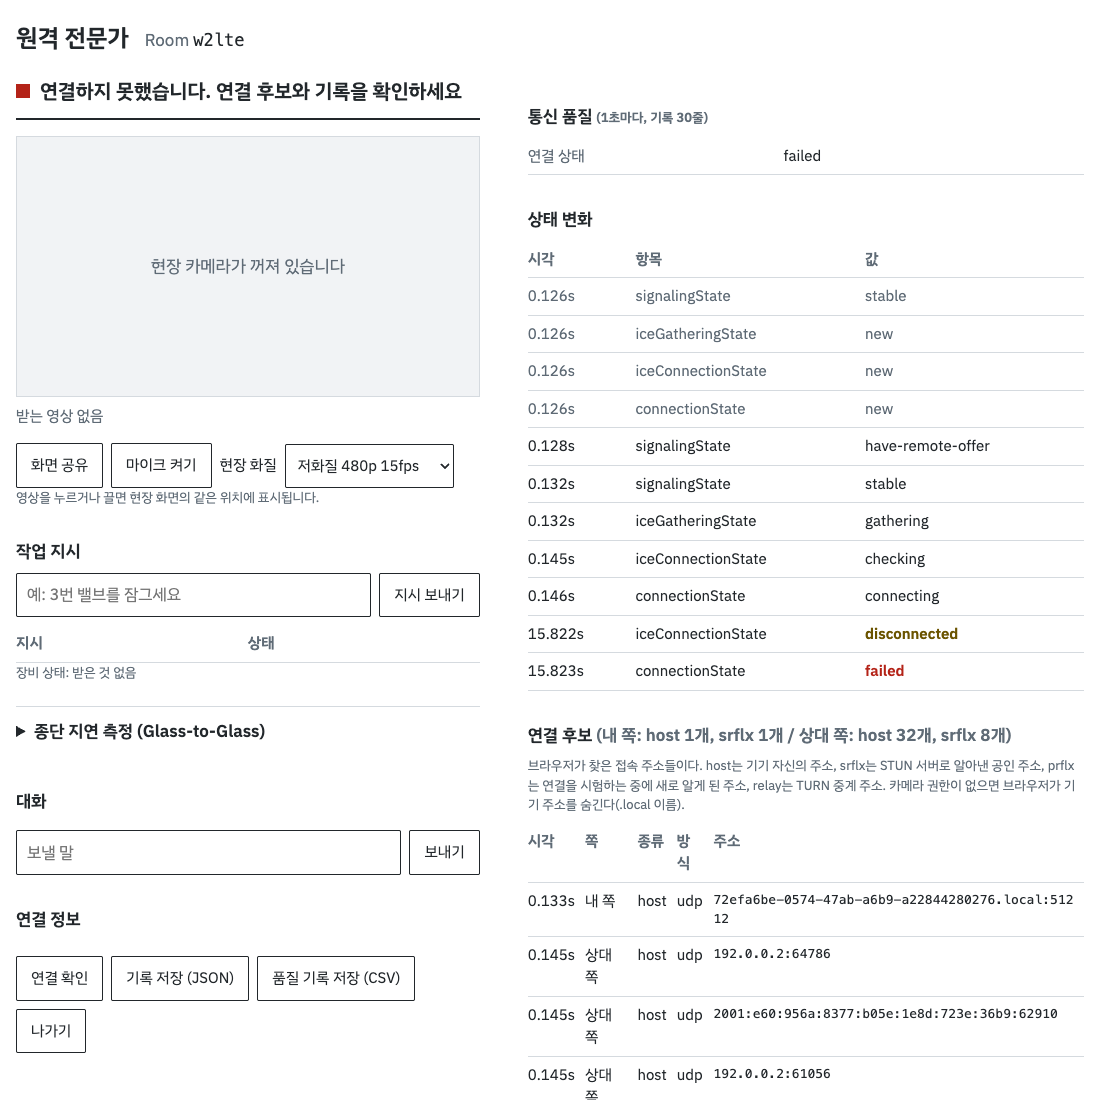 원격 전문가 Room w2lte
연결하지 못했습니다. 연결 후보와 기록을 확인하세요
현장 카메라가 꺼져 있습니다
받는 영상 없음
화면 공유 마이크 켜기 현장 화질 저화질 480p 15fps
영상을 누르거나 끌면 현장 화면의 같은 위치에 표시됩니다.
작업 지시
예: 3번 밸브를 잠그세요 지시 보내기
지시 상태
장비 상태: 받은 것 없음
종단 지연 측정 (Glass-to-Glass)
대화
보낼 말 보내기
연결 정보
연결 확인 기록 저장 (JSON) 품질 기록 저장 (CSV)
나가기
통신 품질 (1초마다, 기록 30줄)
연결 상태 failed
상태 변화
시각 항목 값
0.126s signalingState stable
0.126s iceGatheringState new
0.126s iceConnectionState new
0.126s connectionState new
0.128s signalingState have-remote-offer
0.132s signalingState stable
0.132s iceGatheringState gathering
0.145s iceConnectionState checking
0.146s connectionState connecting
15.822s iceConnectionState disconnected
15.823s connectionState failed
연결 후보 (내 쪽: host 1개, srflx 1개 / 상대 쪽: host 32개, srflx 8개)
브라우저가 찾은 접속 주소들이다. host는 기기 자신의 주소, srflx는 STUN 서버로 알아낸 공인 주소, prflx
는 연결을 시험하는 중에 새로 알게 된 주소, relay는 TURN 중계 주소. 카메라 권한이 없으면 브라우저가 기
기 주소를 숨긴다(.local 이름).
시각 쪽 종류 방 주소
식
0.133s 내 쪽 host udp 72efa6be-0574-47ab-a6b9-a22844280276.local:512
12
0.145s 상대 host udp 192.0.0.2:64786
쪽
0.145s 상대 host udp 2001:e60:956a:8377:b05e:1e8d:723e:36b9:62910
쪽
0.145s 상대 host udp 192.0.0.2:61056
쪽